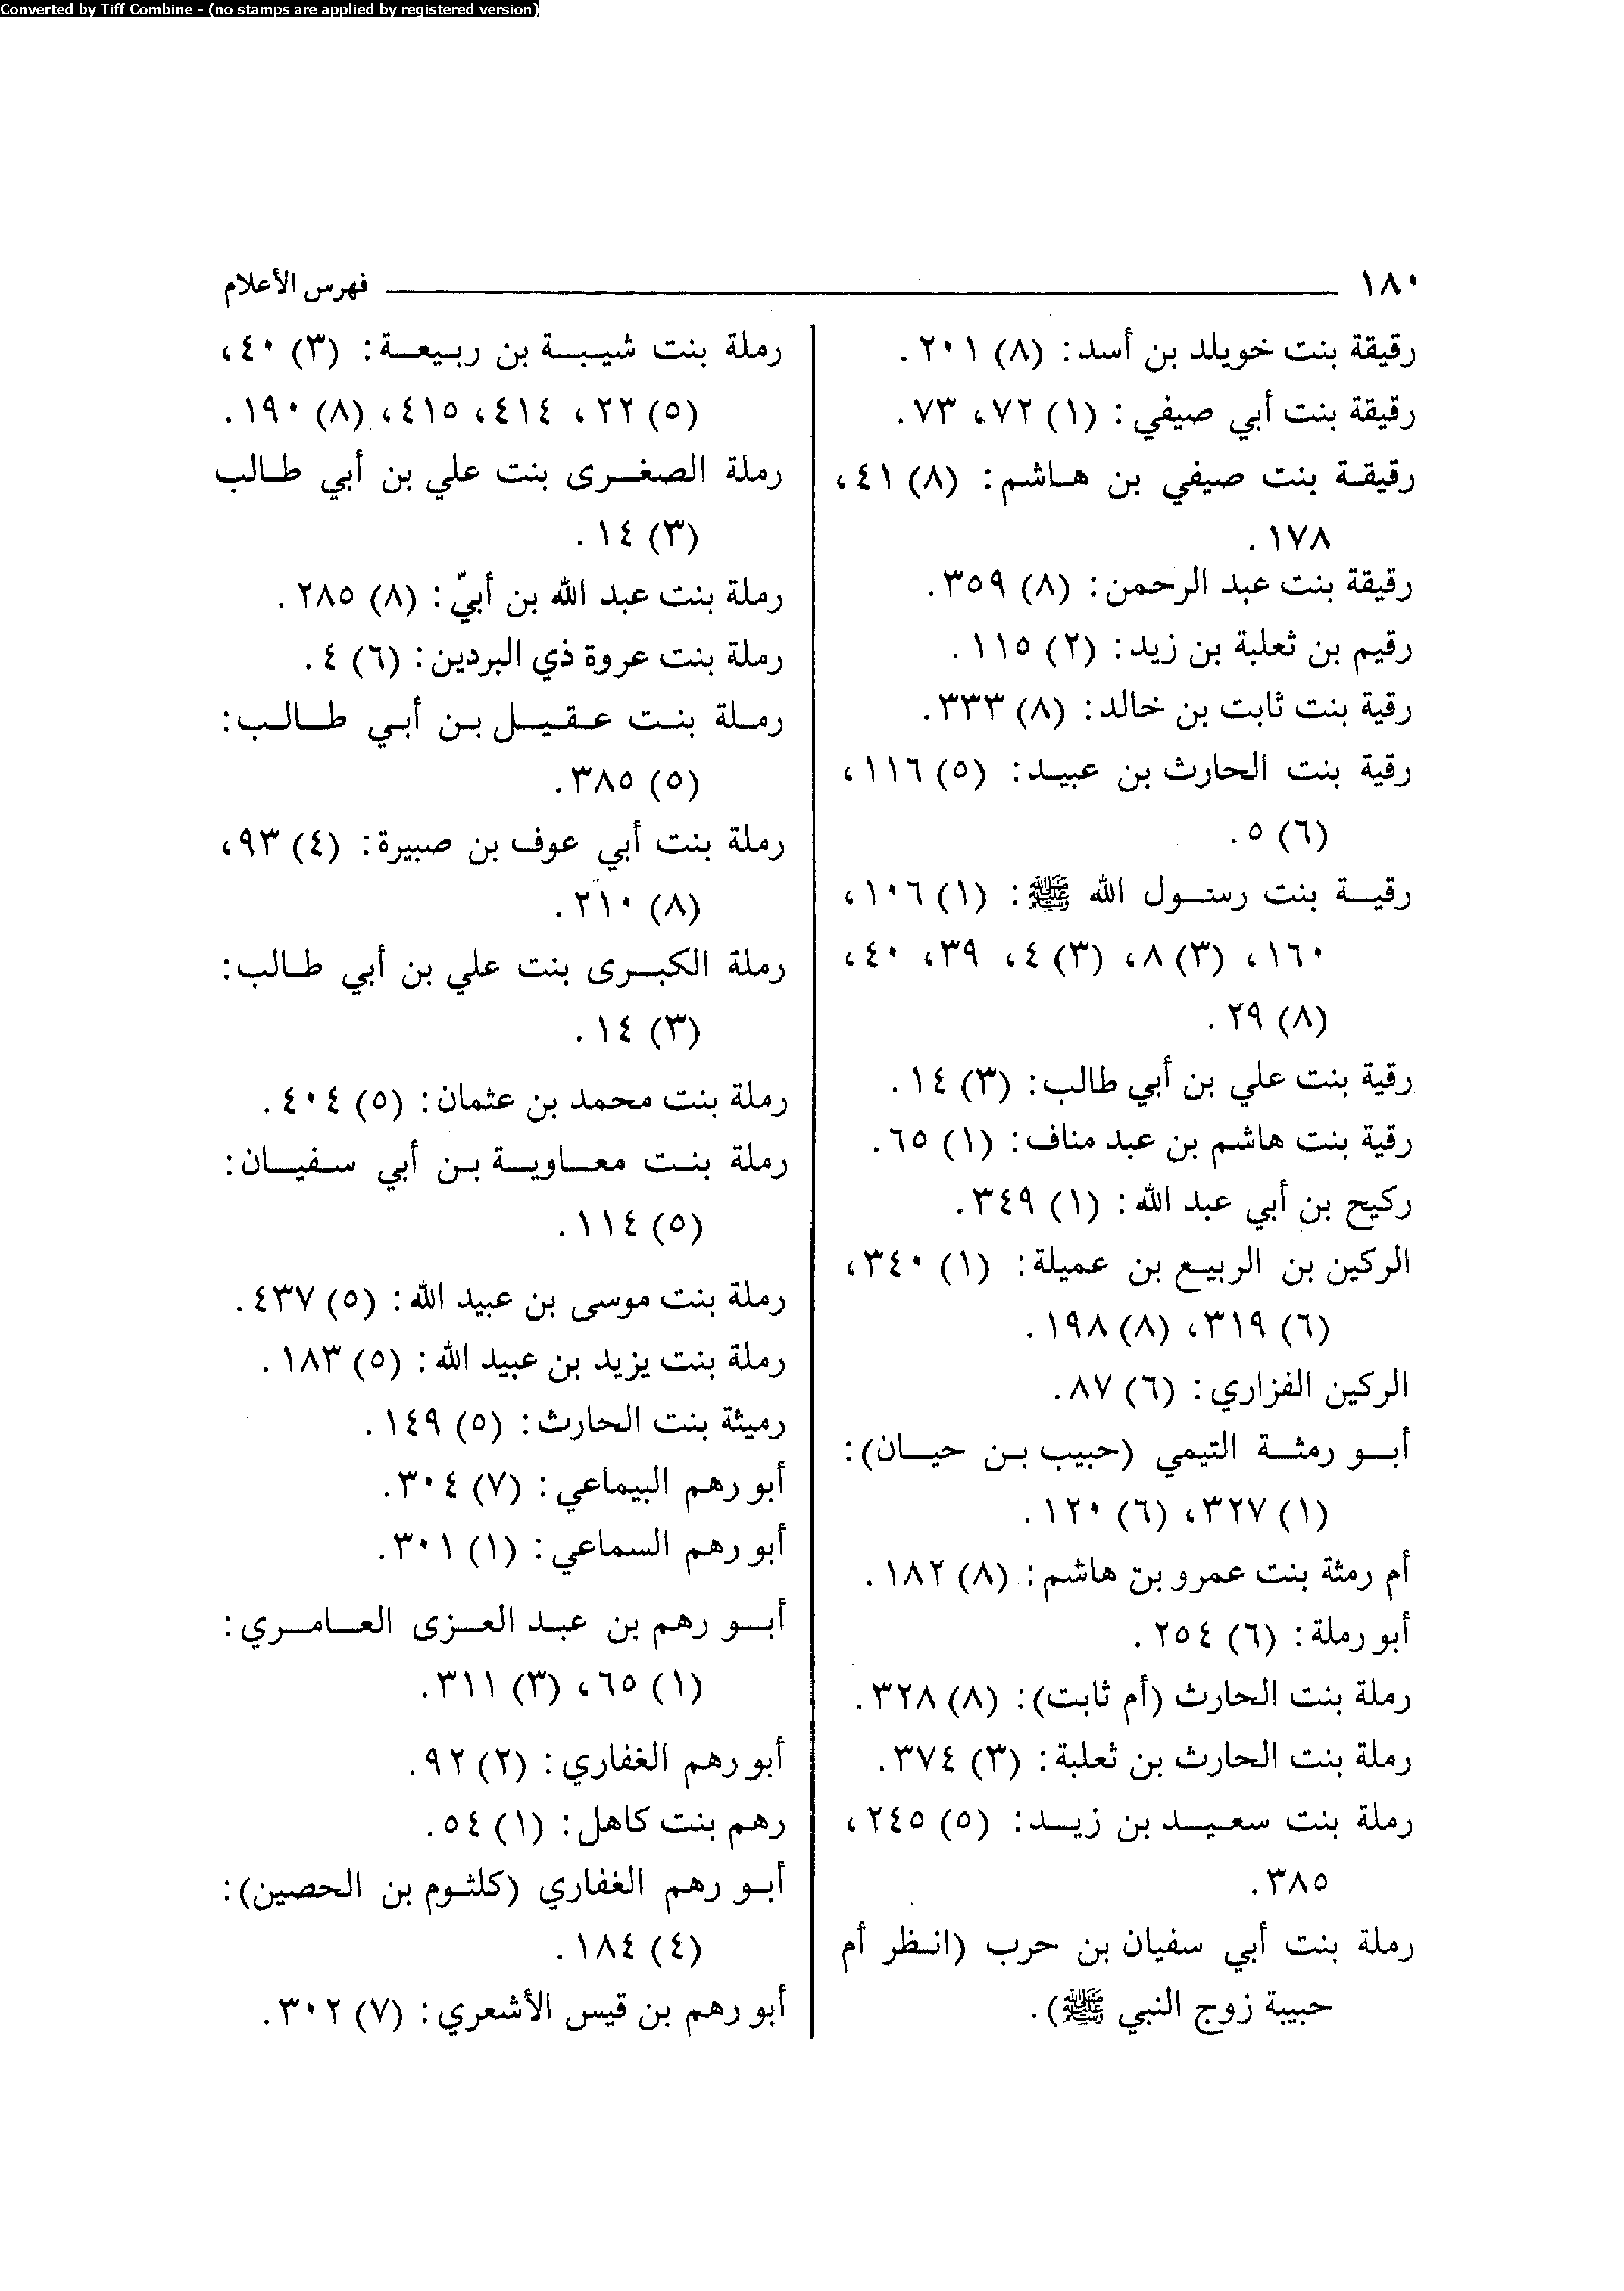 Converted by Tiff Combine - (no stamps are applied by registered version)
١٨٠ فهرس الأعلام
رقيقة بنت خويلد بن أسد: (٨) ٢٠١.
رقيقة بنت أبي صيفي: (١) ٧٢، ٧٣.
رقيقة بنت صيفي بن هاشم: (٨) ٤١،
١٧٨.
رقيقة بنت عبد الرحمن: (٨) ٣٥٩.
رقيم بن ثعلبة بن زيد: (٢) ١١٥.
رقية بنت ثابت بن خالد: (٨) ٣٣٣.
رقية بنت الحارث بن عبيد: (٥) ١١٦،
(٦) ٥.
رقية بنت رسول الله ﷺ: (١) ١٠٦،
١٦٠، (٣) ٨، (٣) ٤، ٣٩، ٤٠،
(٨) ٢٩.
رقية بنت علي بن أبي طالب: (٣) ١٤.
رقية بنت هاشم بن عبد مناف: (١) ٦٥.
ركيح بن أبي عبد الله: (١) ٣٤٩.
الركين بن الربيع بن عميلة: (١) ٣٤٠،
(٦) ٣١٩، (٨) ١٩٨.
الركين الفزاري: (٦) ٨٧.
أبو رمثة التيمي (حبيب بن حيان):
(١) ٣٢٧، (٦) ١٢٠.
أم رمثة بنت عمرو بن هاشم: (٨) ١٨٢.
أبو رملة: (٦) ٢٥٤.
رملة بنت الحارث (أم ثابت): (٨) ٣٢٨.
رملة بنت الحارث بن ثعلبة: (٣) ٣٧٤.
رملة بنت سعيد بن زيد: (٥) ٢٤٥،
٣٨٥.
رملة بنت أبي سفيان بن حرب (انظر أم
حبيبة زوج النبي ﷺ).
رملة بنت شيبة بن ربيعة: (٣) ٤٠،
(٥) ٢٢، ٤١٤، ٤١٥، (٨) ١٩٠.
رملة الصغرى بنت علي بن أبي طالب
(٣) ١٤.
رملة بنت عبد الله بن أبيّ: (٨) ٢٨٥.
رملة بنت عروة ذي البردين: (٦) ٤.
رملة بنت عقيل بن أبي طالب:
(٥) ٣٨٥.
رملة بنت أبي عوف بن صبيرة: (٤) ٩٣،
(٨) ٢١٠.
رملة الكبرى بنت علي بن أبي طالب:
(٣) ١٤.
رملة بنت محمد بن عثمان: (٥) ٤٠٤.
رملة بنت معاوية بن أبي سفيان:
(٥) ١١٤.
رملة بنت موسى بن عبيد الله: (٥) ٤٣٧.
رملة بنت يزيد بن عبيد الله: (٥) ١٨٣.
رميثة بنت الحارث: (٥) ١٤٩.
أبو رهم البيماعي: (٧) ٣٠٤.
أبو رهم السماعي: (١) ٣٠١.
أبو رهم بن عبد العزى العامري:
(١) ٦٥، (٣) ٣١١.
أبو رهم الغفاري: (٢) ٩٢.
رهم بنت كاهل: (١) ٥٤.
أبو رهم الغفاري (كلثوم بن الحصين):
(٤) ١٨٤.
أبو رهم بن قيس الأشعري: (٧) ٣٠٢.